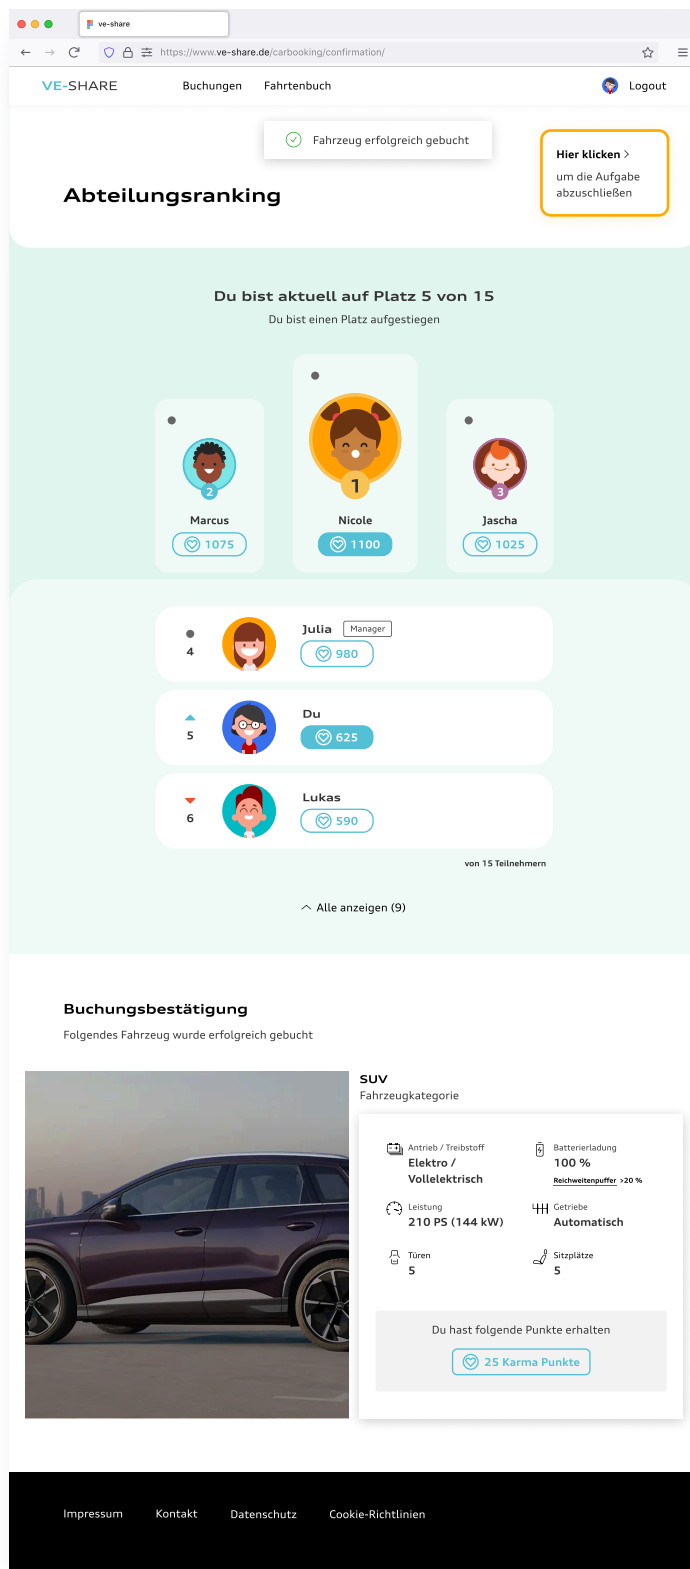 ve-share
https://www.ve-share.de/carbooking/confirmation/
VE-SHARE
Buchungen
Fahrtenbuch
Logout
Fahrzeug erfolgreich gebucht
Hier klicken >
um die Aufgabe
abzuschließen
Abteilungsranking
Du bist aktuell auf Platz 5 von 15
Du bist einen Platz aufgestiegen
2
Marcus
1075
1
Nicole
1100
3
Jascha
1025
4
Julia
Manager
980
5
Du
625
6
Lukas
590
von 15 Teilnehmern
Alle anzeigen (9)
Buchungsbestätigung
Folgendes Fahrzeug wurde erfolgreich gebucht
SUV
Fahrzeugkategorie
Antrieb / Treibstoff
Elektro /
Vollelektrisch
Batterieladung
100 %
Reichweitenpuffer >20 %
Leistung
210 PS (144 kW)
Getriebe
Automatisch
Türen
5
Sitzplätze
5
Du hast folgende Punkte erhalten
25 Karma Punkte
Impressum
Kontakt
Datenschutz
Cookie-Richtlinien